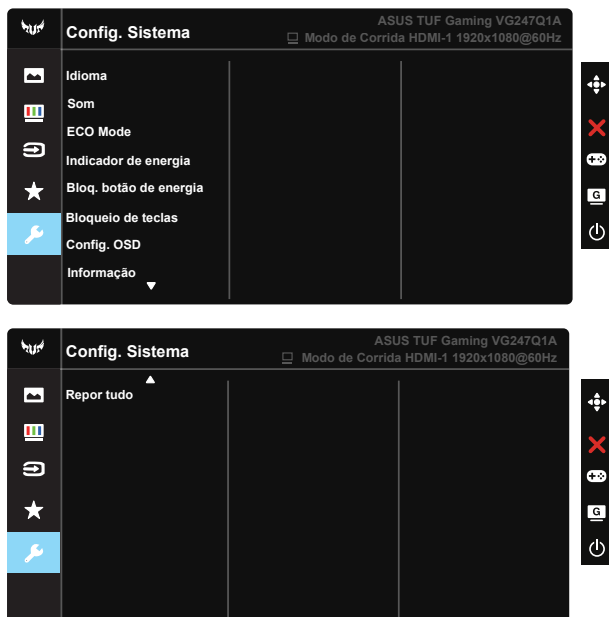 ASUS TUF Gaming VG247Q1A
Config. Sistema
Modo de Corrida HDMI-1 1920x1080@60Hz
Idioma
Som
ECO Mode
Indicador de energia
Bloq. botão de energia
Bloqueio de teclas
Config. OSD
Informação
G
ASUS TUF Gaming VG247Q1A
Config. Sistema
Modo de Corrida HDMI-1 1920x1080@60Hz
Repor tudo
G